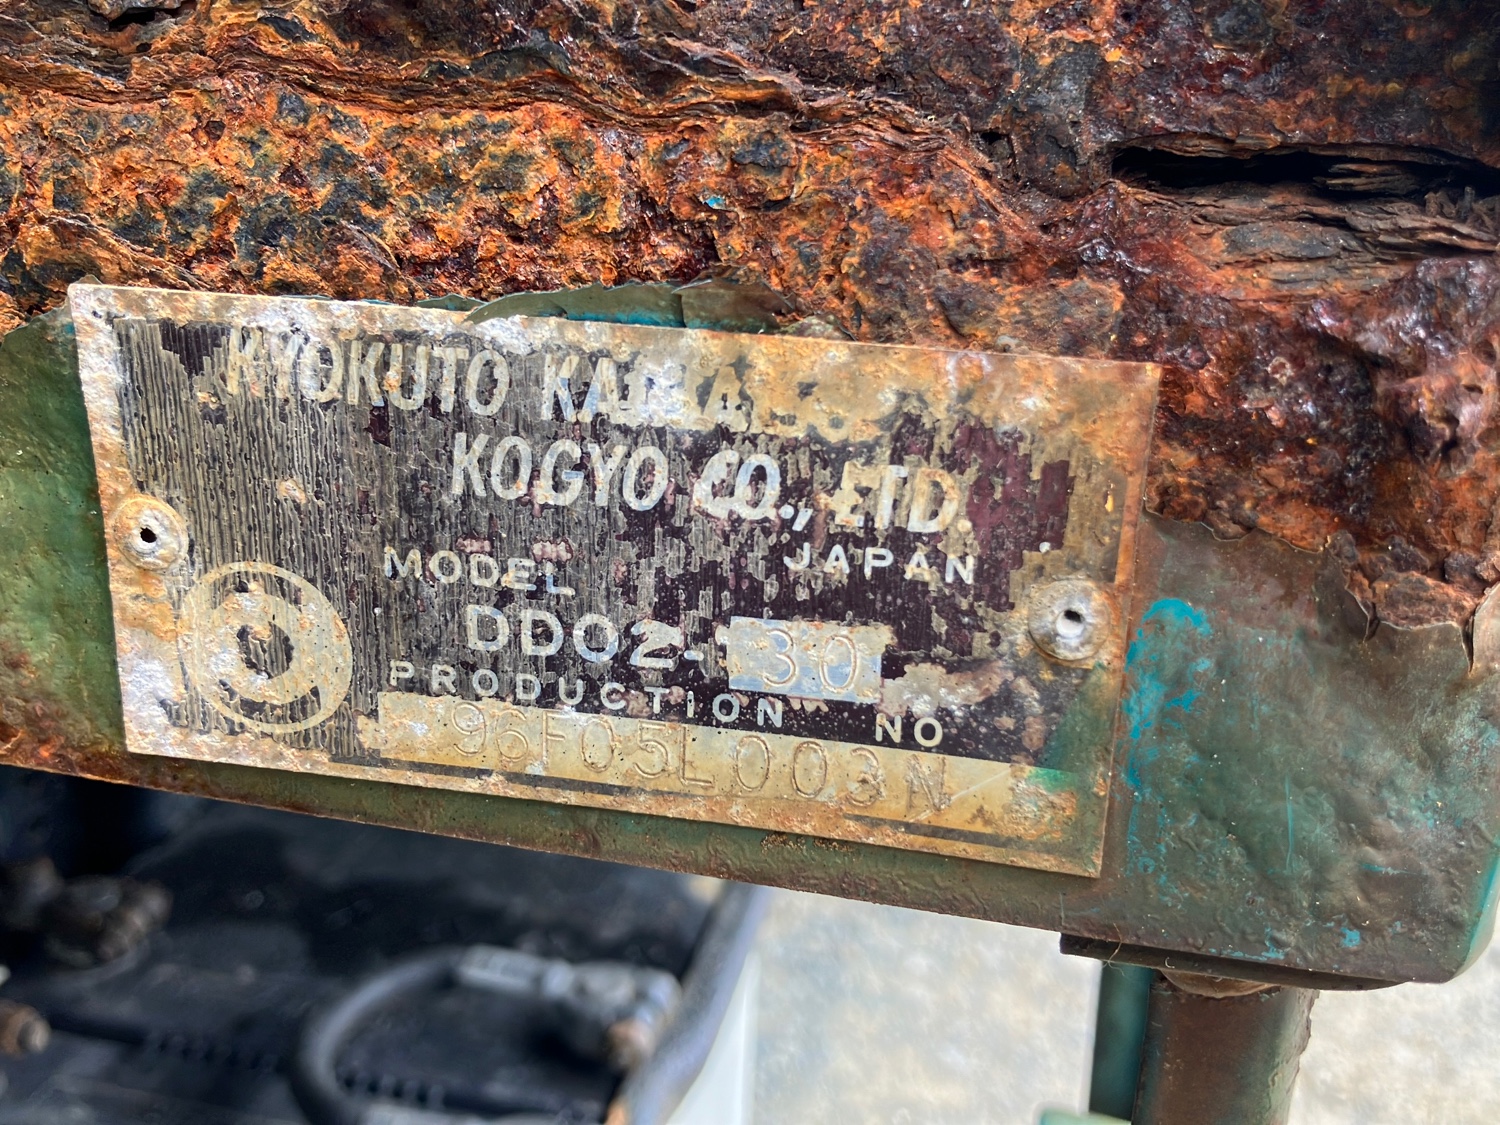 KYOKUTO
KOGYO CO., LTD.
MODEL JAPAN
DD02-30
PRODUCTION NO
96F05L003N